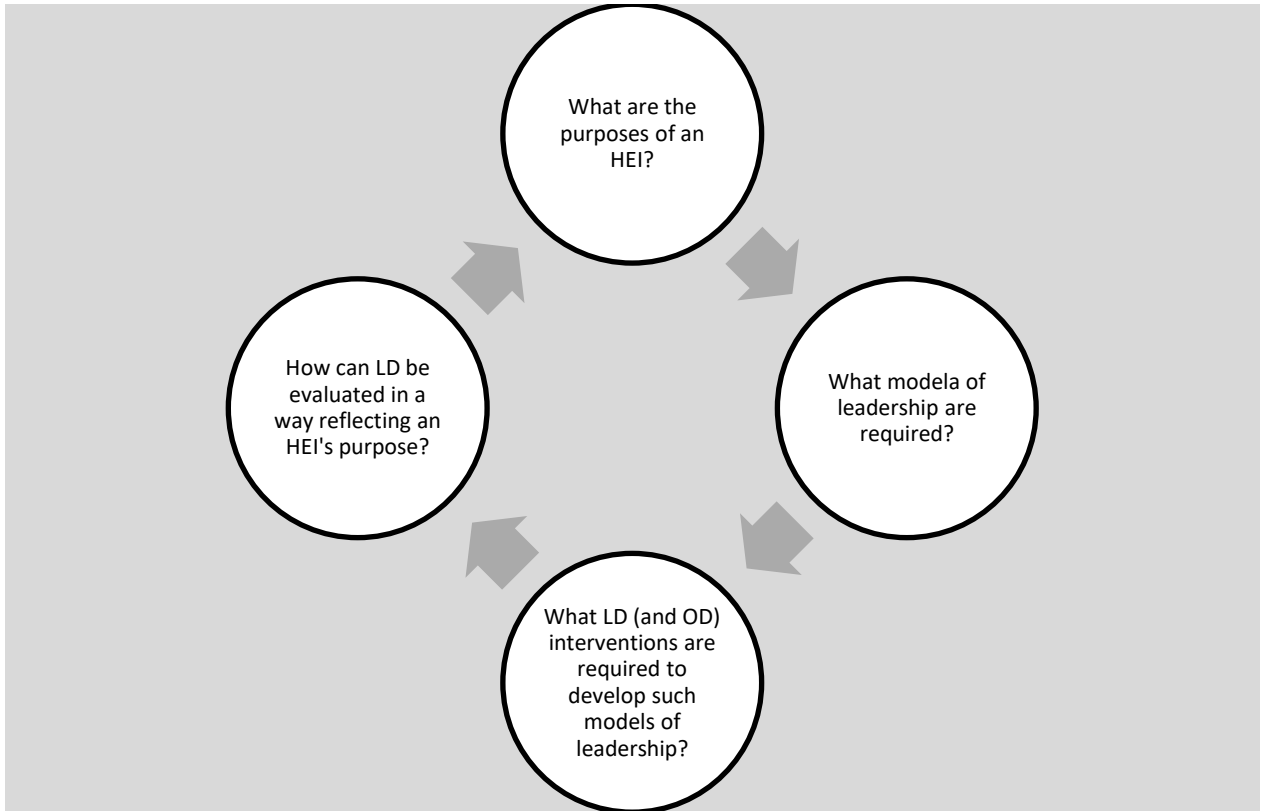 What are the
purposes of an
HEI?
What modela of
leadership are
required?
What LD (and OD)
interventions are
required to
develop such
models of
leadership?
How can LD be
evaluated in a
way reflecting an
HEI's purpose?